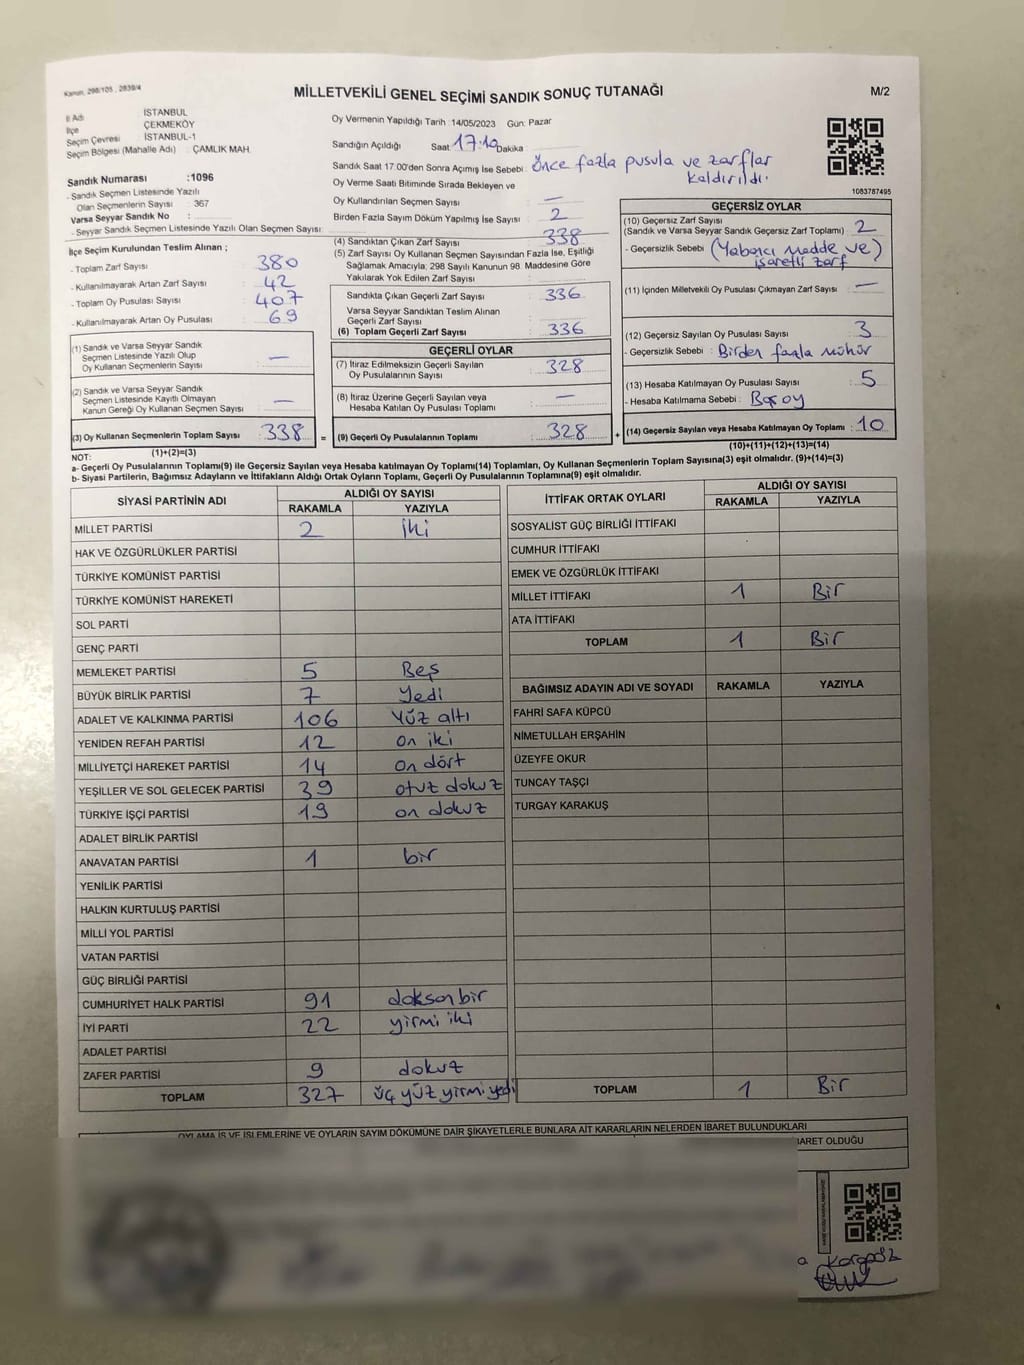 Kanun, 298/105 , 2839/4
MİLLETVEKİLİ GENEL SEÇİMİ SANDIK SONUÇ TUTANAĞI
M/2
İl Adı İSTANBUL
İlçe ÇEKMEKÖY
Seçim Çevresi İSTANBUL-1
Seçim Bölgesi (Mahalle Adı) : ÇAMLIK MAH.
Sandık Numarası :1096
- Sandık Seçmen Listesinde Yazılı
Olan Seçmenlerin Sayısı : 367
Varsa Seyyar Sandık No :
- Seyyar Sandık Seçmen Listesinde Yazılı Olan Seçmen Sayısı :
Oy Vermenin Yapıldığı Tarih : 14/05/2023 Gün: Pazar
Sandığın Açıldığı Saat 17:10 Dakika
Sandık Saat 17:00'den Sonra Açımış İse Sebebi : Önce fazla pusula ve zarflar
kaldırıldı.
Oy Verme Saati Bitiminde Sırada Bekleyen ve
Oy Kullandırılan Seçmen Sayısı : —
Birden Fazla Sayım Döküm Yapılmış İse Sayısı : 2
1083787495
İlçe Seçim Kurulundan Teslim Alınan ;
- Toplam Zarf Sayısı : 380
- Kullanılmayarak Artan Zarf Sayısı : 42
- Toplam Oy Pusulası Sayısı : 407
- Kullanılmayarak Artan Oy Pusulası : 69
(1) Sandık ve Varsa Seyyar Sandık
Seçmen Listesinde Yazılı Olup
Oy Kullanan Seçmenlerin Sayısı : —
(2) Sandık ve Varsa Seyyar Sandık
Seçmen Listesinde Kayıtlı Olmayan
Kanun Gereği Oy Kullanan Seçmen Sayısı : —
(3) Oy Kullanan Seçmenlerin Toplam Sayısı : 338 =
(1)+(2)=(3)
(4) Sandıktan Çıkan Zarf Sayısı : 338
(5) Zarf Sayısı Oy Kullanan Seçmen Sayısından Fazla İse, Eşitliği
Sağlamak Amacıyla; 298 Sayılı Kanunun 98. Maddesine Göre
Yakılarak Yok Edilen Zarf Sayısı :
Sandıkta Çıkan Geçerli Zarf Sayısı : 336
Varsa Seyyar Sandıktan Teslim Alınan
Geçerli Zarf Sayısı :
(6) Toplam Geçerli Zarf Sayısı : 336
GEÇERLİ OYLAR
(7) İtiraz Edilmeksizin Geçerli Sayılan
Oy Pusulalarının Sayısı : 328
(8) İtiraz Üzerine Geçerli Sayılan veya
Hesaba Katılan Oy Pusulası Toplamı : —
(9) Geçerli Oy Pusulalarının Toplamı : 328 +
GEÇERSİZ OYLAR
(10) Geçersiz Zarf Sayısı
(Sandık ve Varsa Seyyar Sandık Geçersiz Zarf Toplamı) : 2
- Geçersizlik Sebebi : (Yabancı madde ve)
işaretli zarf
(11) İçinden Milletvekili Oy Pusulası Çıkmayan Zarf Sayısı : —
(12) Geçersiz Sayılan Oy Pusulası Sayısı : 3
- Geçersizlik Sebebi : Birden fazla mühür
(13) Hesaba Katılmayan Oy Pusulası Sayısı : 5
- Hesaba Katılmama Sebebi : Boş oy
(14) Geçersiz Sayılan veya Hesaba Katılmayan Oy Toplamı : 10
(10)+(11)+(12)+(13)=(14)
NOT:
a- Geçerli Oy Pusulalarının Toplamı(9) ile Geçersiz Sayılan veya Hesaba katılmayan Oy Toplamı(14) Toplamları, Oy Kullanan Seçmenlerin Toplam Sayısına(3) eşit olmalıdır. (9)+(14)=(3)
b- Siyasi Partilerin, Bağımsız Adayların ve İttifakların Aldığı Ortak Oyların Toplamı, Geçerli Oy Pusulalarının Toplamına(9) eşit olmalıdır.
SİYASİ PARTİNİN ADI ALDIĞI OY SAYISI
RAKAMLA YAZIYLA
MİLLET PARTİSİ 2 iki
HAK VE ÖZGÜRLÜKLER PARTİSİ
TÜRKİYE KOMÜNİST PARTİSİ
TÜRKİYE KOMÜNİST HAREKETİ
SOL PARTİ
GENÇ PARTİ
MEMLEKET PARTİSİ 5 Beş
BÜYÜK BİRLİK PARTİSİ 7 Yedi
ADALET VE KALKINMA PARTİSİ 106 Yüz altı
YENİDEN REFAH PARTİSİ 12 on iki
MİLLİYETÇİ HAREKET PARTİSİ 14 on dört
YEŞİLLER VE SOL GELECEK PARTİSİ 39 otuz dokuz
TÜRKİYE İŞÇİ PARTİSİ 19 on dokuz
ADALET BİRLİK PARTİSİ
ANAVATAN PARTİSİ 1 bir
YENİLİK PARTİSİ
HALKIN KURTULUŞ PARTİSİ
MİLLİ YOL PARTİSİ
VATAN PARTİSİ
GÜÇ BİRLİĞİ PARTİSİ
CUMHURİYET HALK PARTİSİ 91 doksan bir
İYİ PARTİ 22 yirmi iki
ADALET PARTİSİ
ZAFER PARTİSİ 9 dokuz
TOPLAM 327 üç yüz yirmi yedi
İTTİFAK ORTAK OYLARI ALDIĞI OY SAYISI
RAKAMLA YAZIYLA
SOSYALİST GÜÇ BİRLİĞİ İTTİFAKI
CUMHUR İTTİFAKI
EMEK VE ÖZGÜRLÜK İTTİFAKI
MİLLET İTTİFAKI 1 Bir
ATA İTTİFAKI
TOPLAM 1 Bir
BAĞIMSIZ ADAYIN ADI VE SOYADI RAKAMLA YAZIYLA
FAHRİ SAFA KÜPCÜ
NİMETULLAH ERŞAHİN
ÜZEYFE OKUR
TUNCAY TAŞÇI
TURGAY KARAKUŞ
TOPLAM 1 Bir
OYLAMA İŞ VE İŞLEMLERİNE VE OYLARIN SAYIM DÖKÜMÜNE DAİR ŞİKAYETLERLE BUNLARA AİT KARARLARIN NELERDEN İBARET BULUNDUKLARI
İBARET OLDUĞU